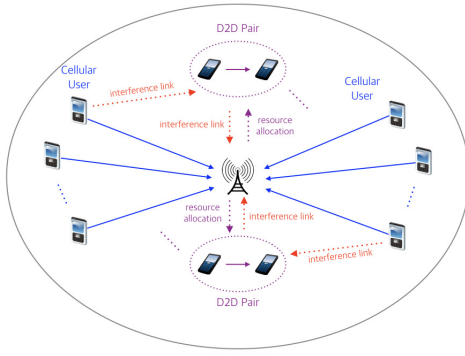 D2D Pair
Cellular
User
interference link
Cellular
User
interference link
resource
allocation
resource
allocation
interference link
interference link
D2D Pair